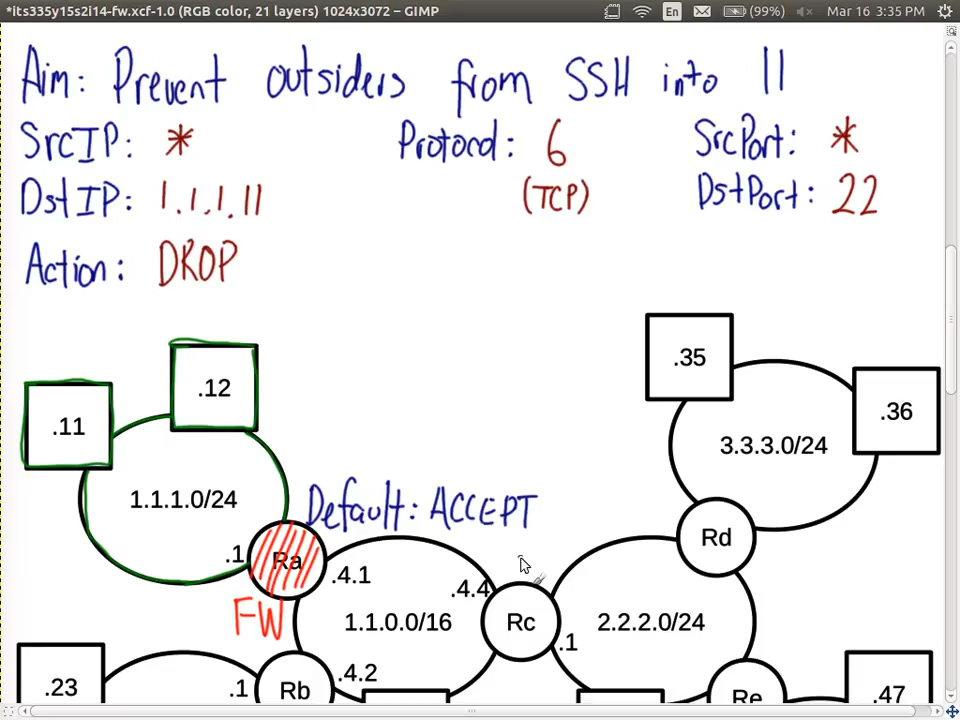 *its335y15s2i14-fw.xcf-1.0 (RGB color, 21 layers) 1024x3072 – GIMP
En
(99%)
Mar 16 3:35 PM
Aim: Prevent outsiders from SSH into 11
SrcIP: * Protocol: 6 SrcPort: *
DstIP: 1.1.1.11 (TCP) DstPort: 22
Action: DROP
.35
.12
.36
.11
3.3.3.0/24
1.1.1.0/24
Default: ACCEPT
Rd
.1
Ra
.4.1
.4.4
FW
1.1.0.0/16
Rc
2.2.2.0/24
.1
.4.2
.23
.1
Rb
Re
.47